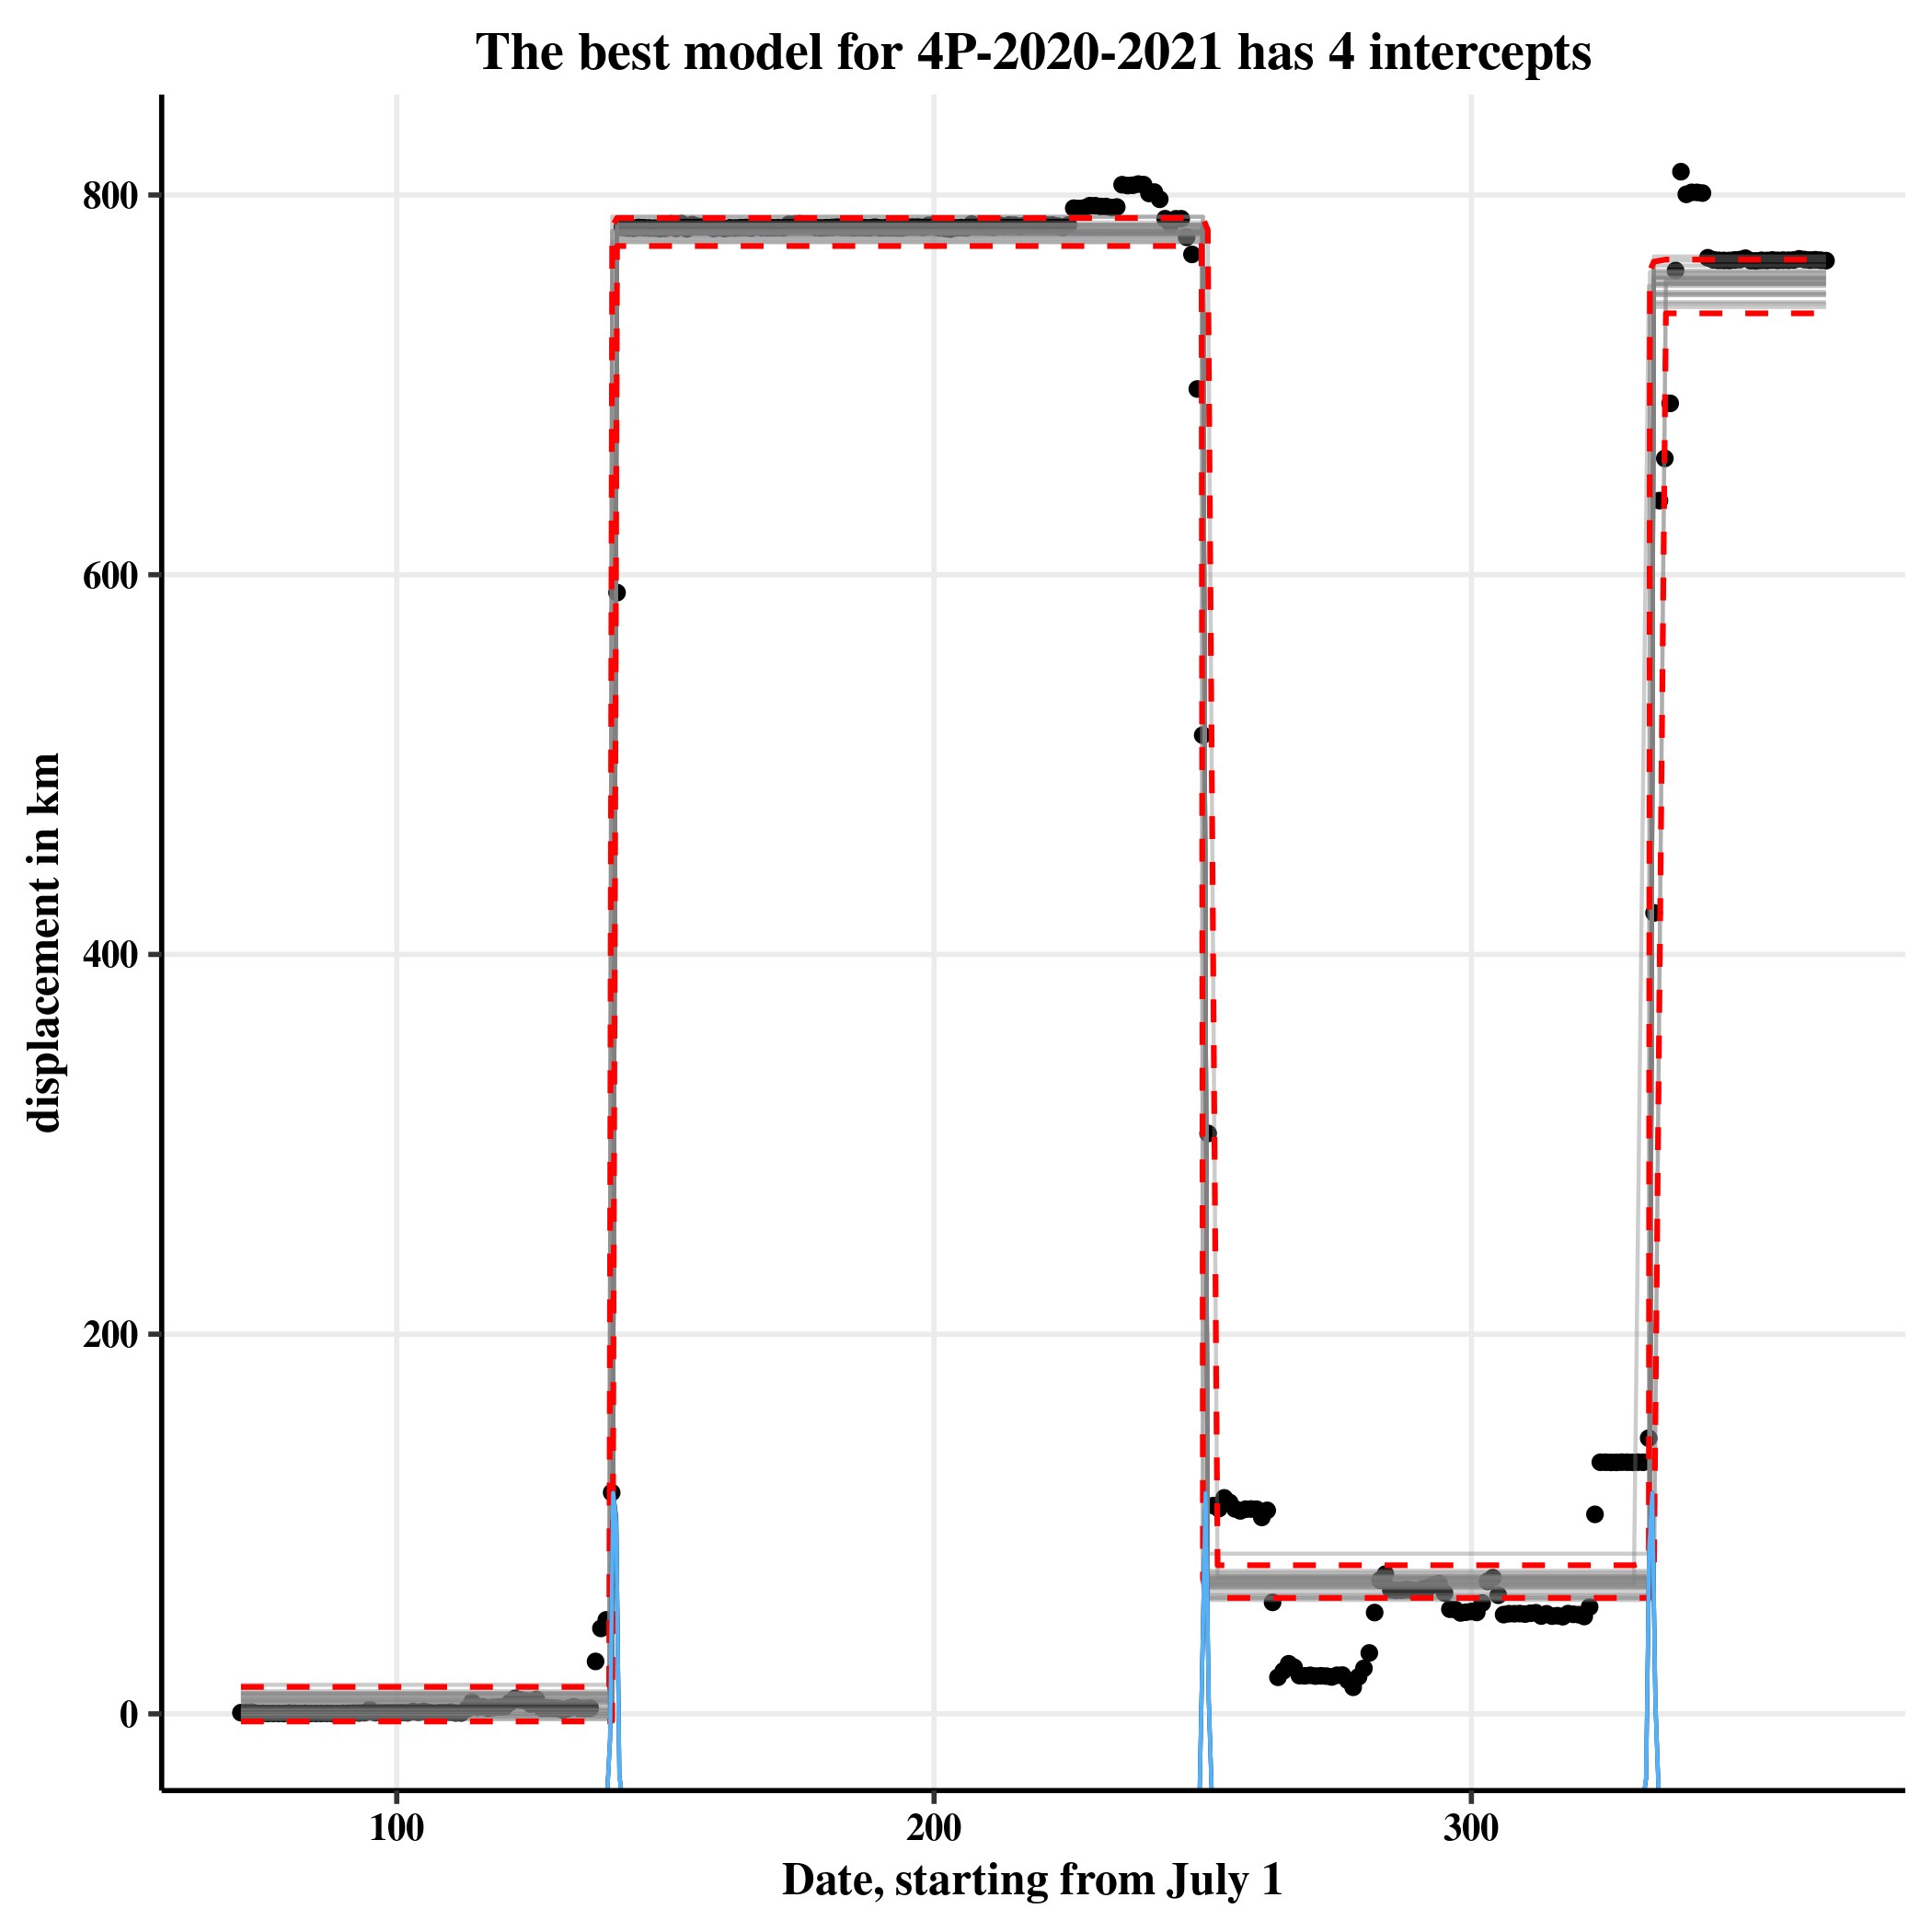 The best model for 4P-2020-2021 has 4 intercepts
800
600
400
200
0
displacement in km
100
200
300
Date, starting from July 1